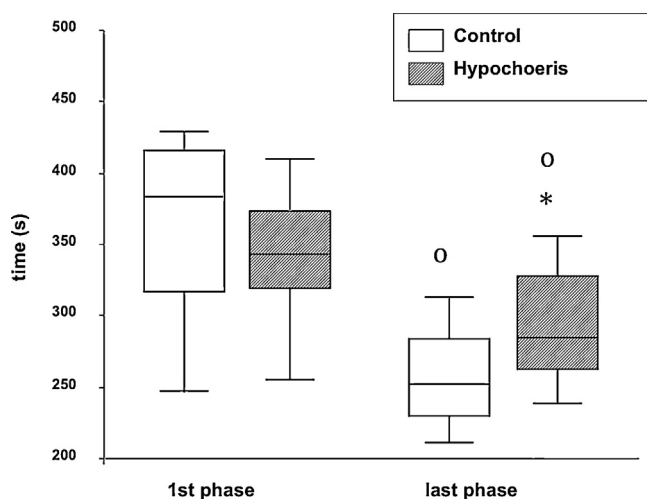 500
450
400
350
300
250
200
time (s)
Control
Hypochoeris
o
*
o
1st phase
last phase